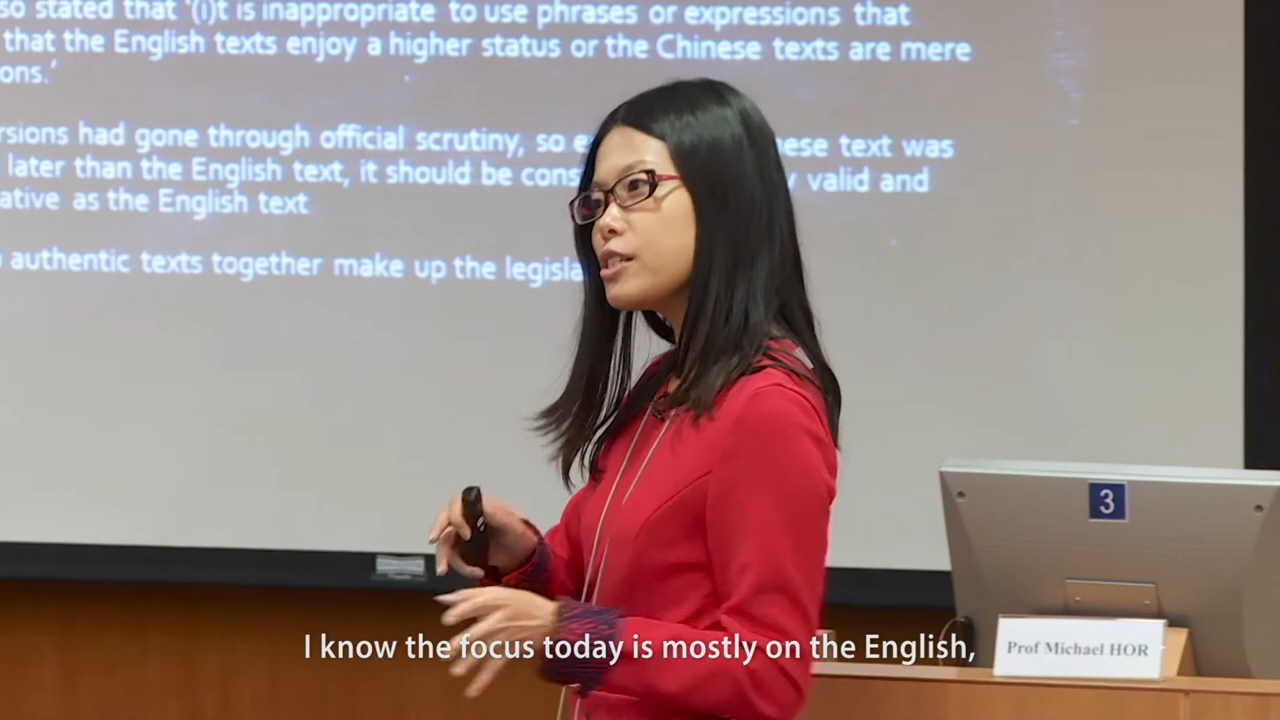 so stated that '(i)t is inappropriate to use phrases or expressions that
that the English texts enjoy a higher status or the Chinese texts are mere
ons.'
rsions had gone through official scrutiny, so e nese text was
later than the English text, it should be cons y valid and
ative as the English text
authentic texts together make up the legisla
3
I know the focus today is mostly on the English,
Prof Michael HOR